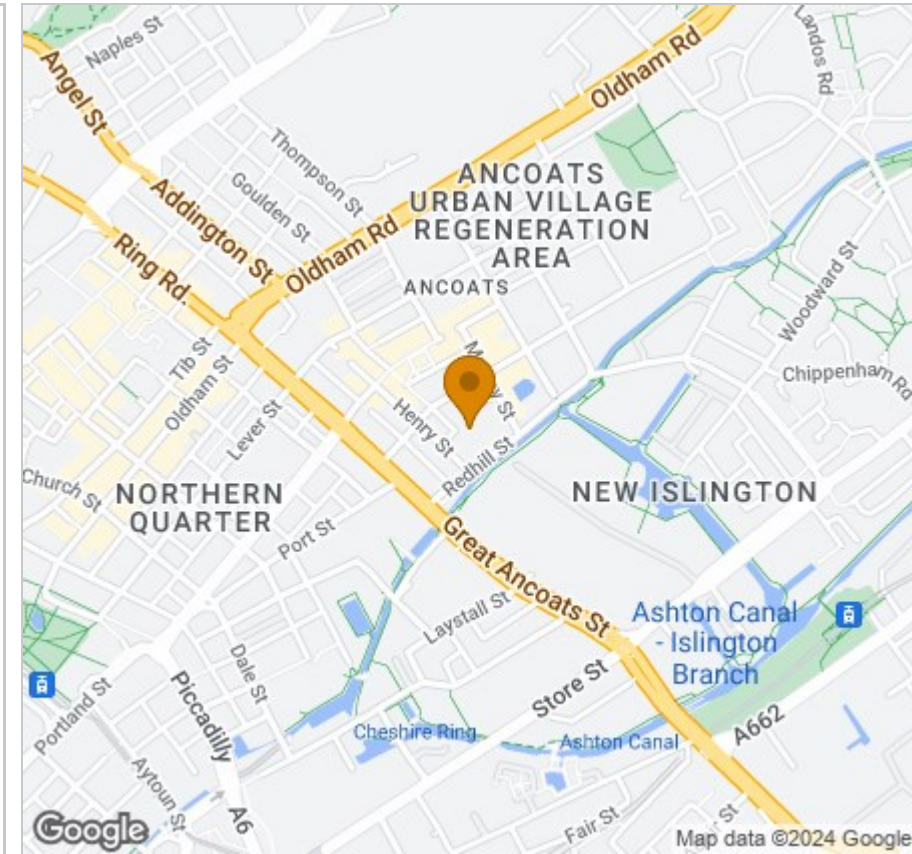 Naples St
Angel St
Landos Rd
Oldham Rd
Thompson St
ANCOATS
URBAN VILLAGE
REGENERATION
AREA
Goulden St
Addington St
Oldham Rd
Ring Rd.
ANCOATS
Woodward St
Tib St
Oldham St
Chippenham Rd
Lever St
Henry St
Redhill St
Church St
NORTHERN
QUARTER
NEW ISLINGTON
Port St
Great Ancoats St
Laystall St
Ashton Canal
- Islington
Branch
Dale St
Store St
Portland St
Piccadilly
Cheshire Ring
Ashton Canal
A662
Aytoun St
A6
Fair St
Google
Map data ©2024 Google